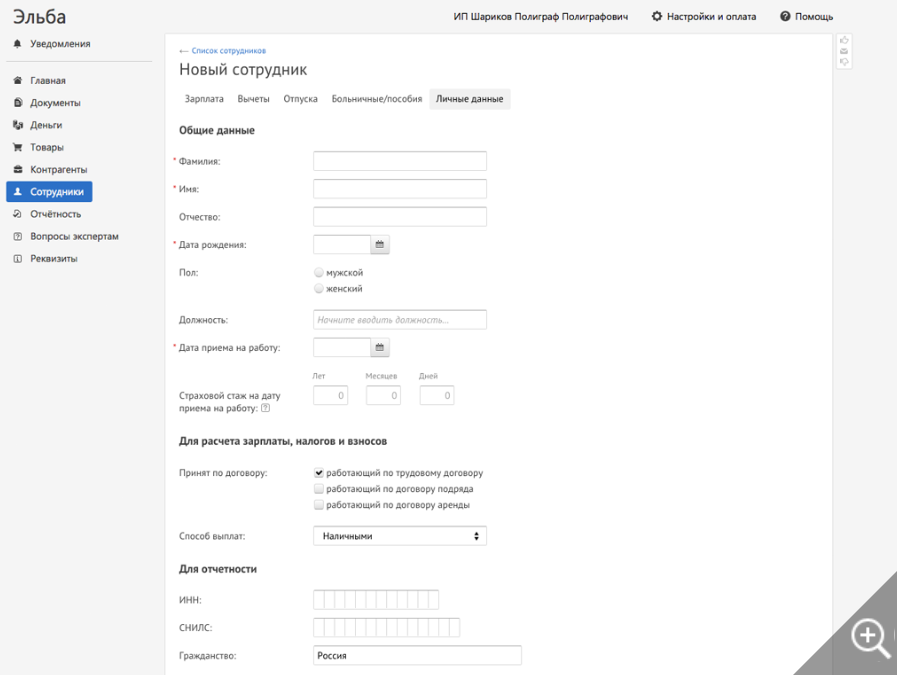 Эльба
ИП Шариков Полиграф Полиграфович
Настройки и оплата
Помощь
Уведомления
Главная
Документы
Деньги
Товары
Контрагенты
Сотрудники
Отчётность
Вопросы экспертам
Реквизиты
← Список сотрудников
Новый сотрудник
Зарплата Вычеты Отпуска Больничные/пособия Личные данные
Общие данные
* Фамилия:
* Имя:
Отчество:
* Дата рождения:
Пол:
мужской
женский
Должность:
Начните вводить должность...
* Дата приема на работу:
Лет Месяцев Дней
Страховой стаж на дату
приема на работу: ?
0 0 0
Для расчета зарплаты, налогов и взносов
Принят по договору:
работающий по трудовому договору
работающий по договору подряда
работающий по договору аренды
Способ выплат:
Наличными
Для отчетности
ИНН:
СНИЛС:
Гражданство:
Россия